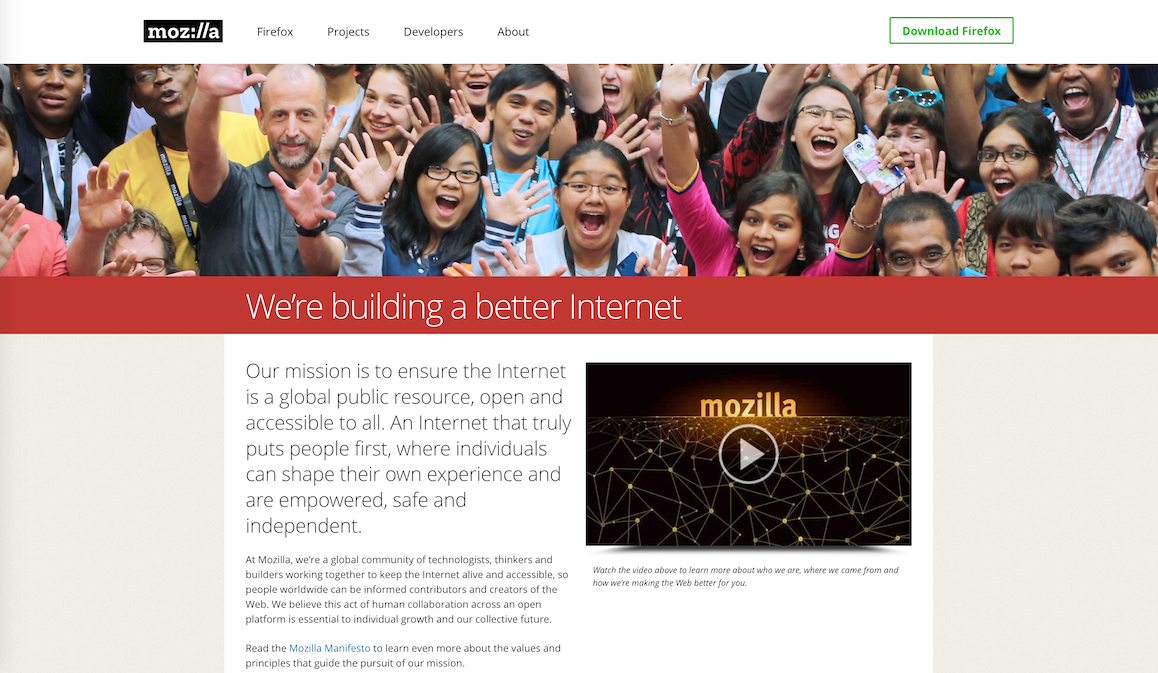 moz://a
Firefox
Projects
Developers
About
Download Firefox
mozilla
mozilla
We're building a better Internet
Our mission is to ensure the Internet
is a global public resource, open and
accessible to all. An Internet that truly
puts people first, where individuals
can shape their own experience and
are empowered, safe and
independent.
mozilla
Watch the video above to learn more about who we are, where we came from and
how we're making the Web better for you.
At Mozilla, we're a global community of technologists, thinkers and
builders working together to keep the Internet alive and accessible, so
people worldwide can be informed contributors and creators of the
Web. We believe this act of human collaboration across an open
platform is essential to individual growth and our collective future.
Read the Mozilla Manifesto to learn even more about the values and
principles that guide the pursuit of our mission.